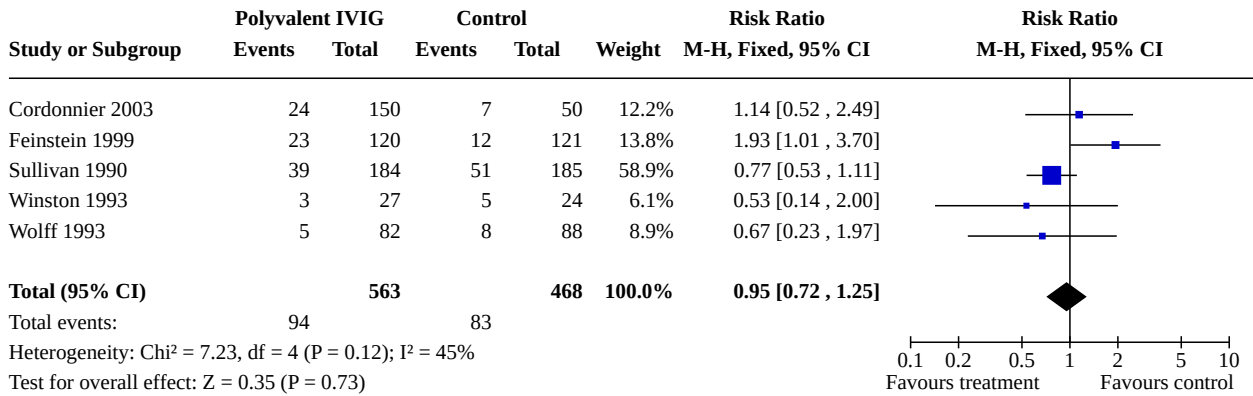 Polyvalent IVIG Control Risk Ratio Risk Ratio
Study or Subgroup Events Total Events Total Weight M-H, Fixed, 95% CI M-H, Fixed, 95% CI
Cordonnier 2003 24 150 7 50 12.2% 1.14 [0.52 , 2.49]
Feinstein 1999 23 120 12 121 13.8% 1.93 [1.01 , 3.70]
Sullivan 1990 39 184 51 185 58.9% 0.77 [0.53 , 1.11]
Winston 1993 3 27 5 24 6.1% 0.53 [0.14 , 2.00]
Wolff 1993 5 82 8 88 8.9% 0.67 [0.23 , 1.97]
Total (95% CI) 563 468 100.0% 0.95 [0.72 , 1.25]
Total events: 94 83
Heterogeneity: Chi² = 7.23, df = 4 (P = 0.12); I² = 45%
0.1 0.2 0.5 1 2 5 10
Test for overall effect: Z = 0.35 (P = 0.73) Favours treatment Favours control